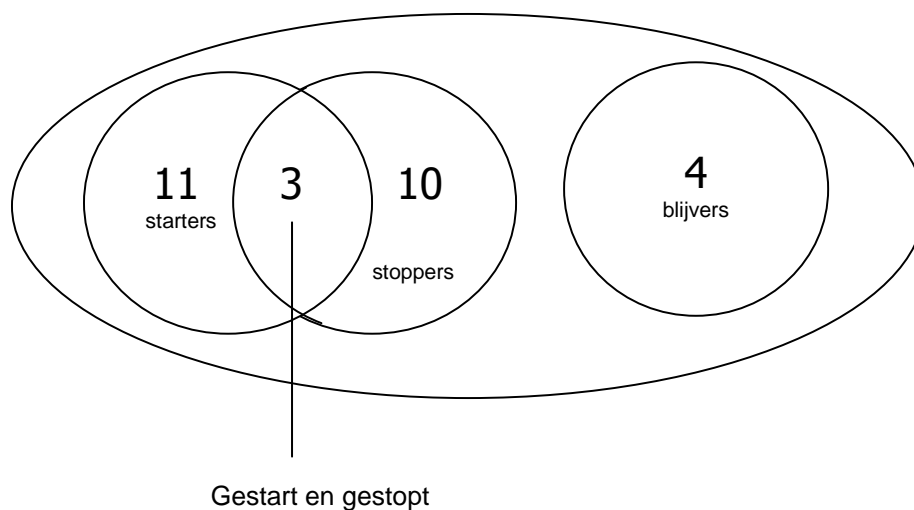 11
starters
3
10
stoppers
4
blijvers
Gestart en gestopt